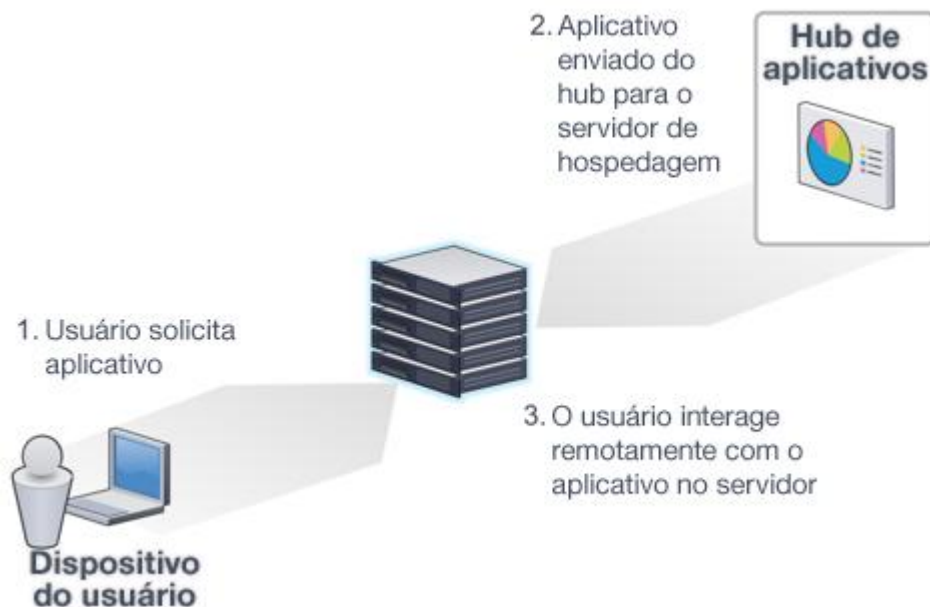 1. Usuário solicita
aplicativo
2. Aplicativo
enviado do
hub para o
servidor de
hospedagem
Hub de
aplicativos
3. O usuário interage
remotamente com o
aplicativo no servidor
Dispositivo
do usuário